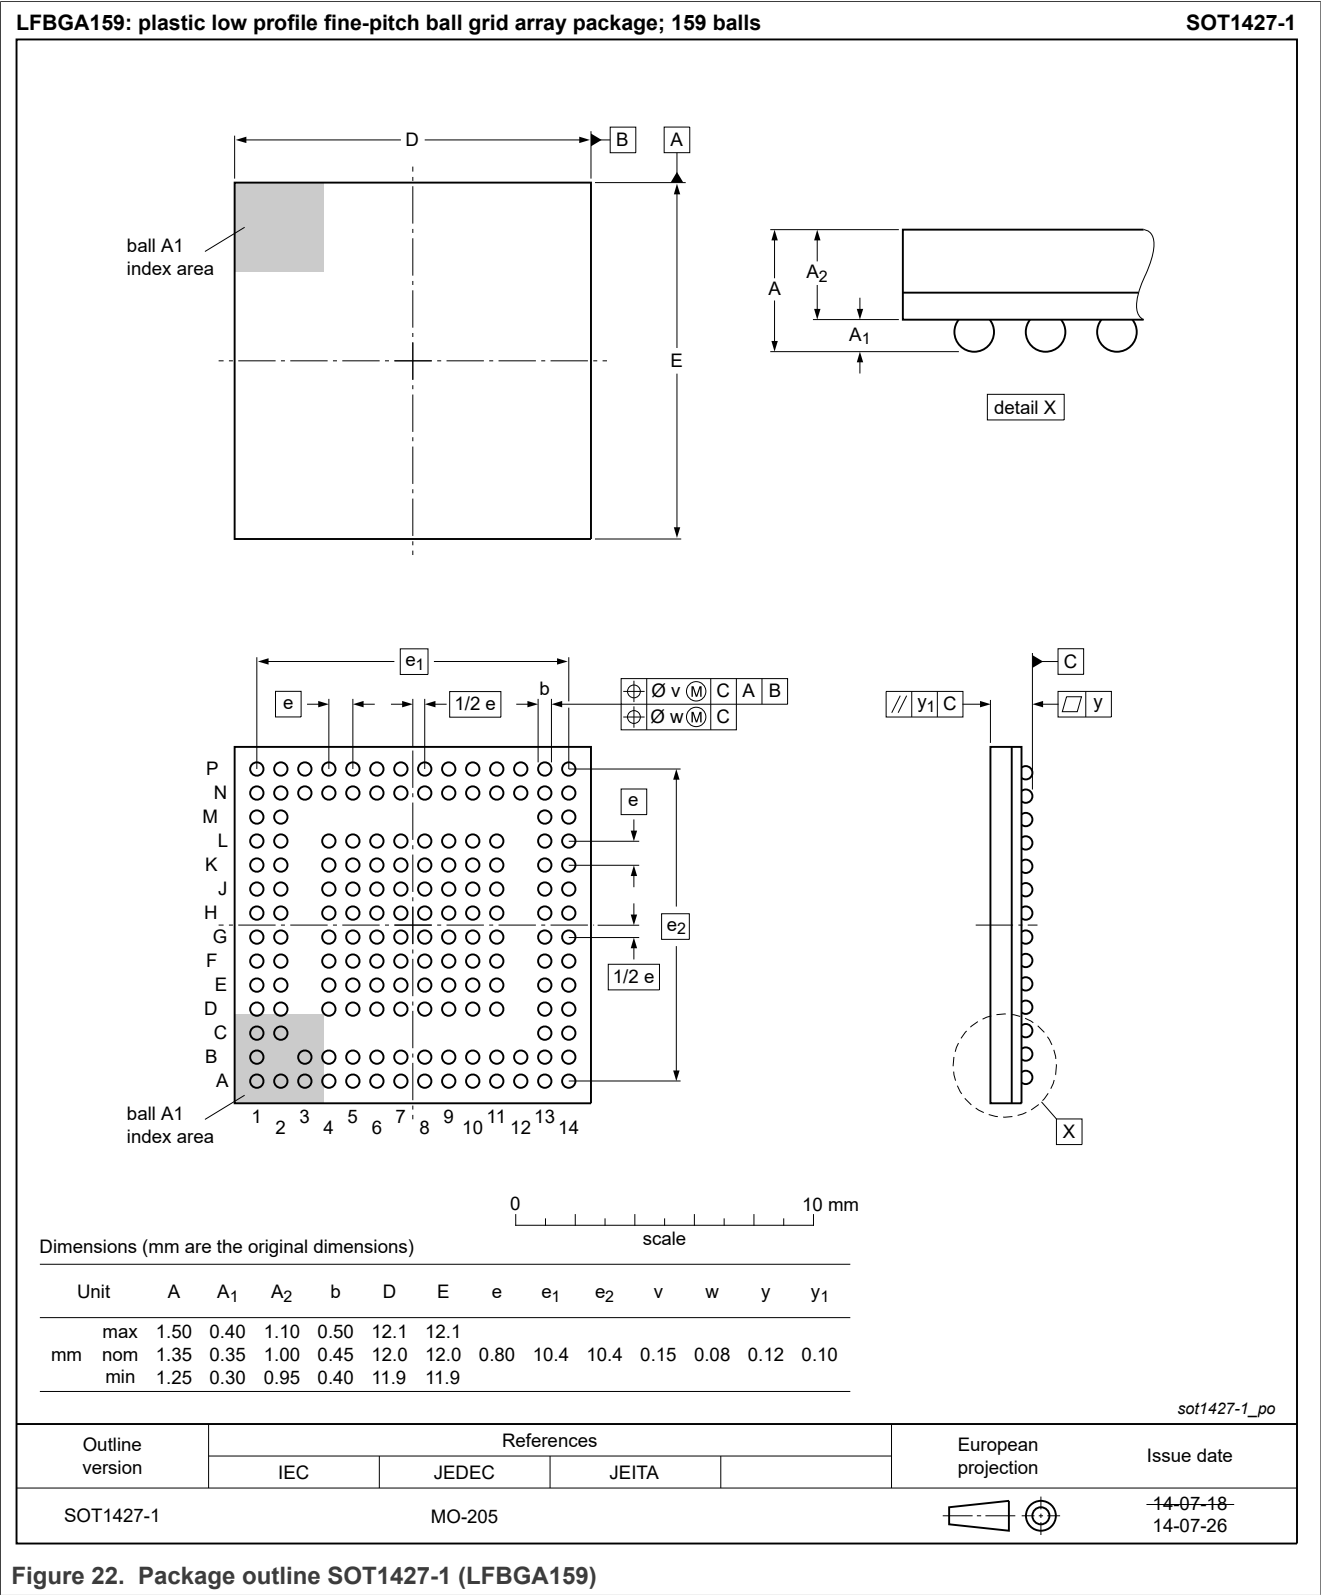 LFBGA159: plastic low profile fine-pitch ball grid array package; 159 balls SOT1427-1
D B A
ball A1
index area
E
A A2
A1
detail X
e1
e 1/2 e b
Ø v M C A B
Ø w M C
C
// y1 C
y
P
N
M
L
K
J
H
G
F
E
D
C
B
A
e
e2
1/2 e
ball A1
index area
1 3 5 7 9 11 13
2 4 6 8 10 12 14
X
0 10 mm
scale
Dimensions (mm are the original dimensions)
Unit A A1 A2 b D E e e1 e2 v w y y1
max 1.50 0.40 1.10 0.50 12.1 12.1
mm nom 1.35 0.35 1.00 0.45 12.0 12.0 0.80 10.4 10.4 0.15 0.08 0.12 0.10
min 1.25 0.30 0.95 0.40 11.9 11.9
sot1427-1_po
Outline version References European projection Issue date
IEC JEDEC JEITA
SOT1427-1 MO-205
14-07-18
14-07-26
Figure 22. Package outline SOT1427-1 (LFBGA159)